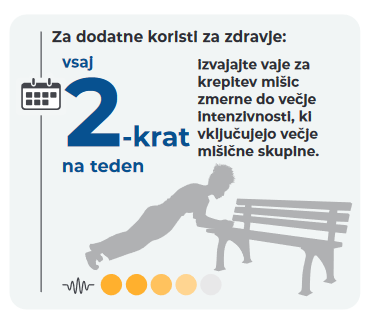 Za dodatne koristi za zdravje:
vsaj
2-krat
na teden
Izvajajte vaje za
krepitev mišic
zmerne do večje
intenzivnosti, ki
vključujejo večje
mišične skupine.